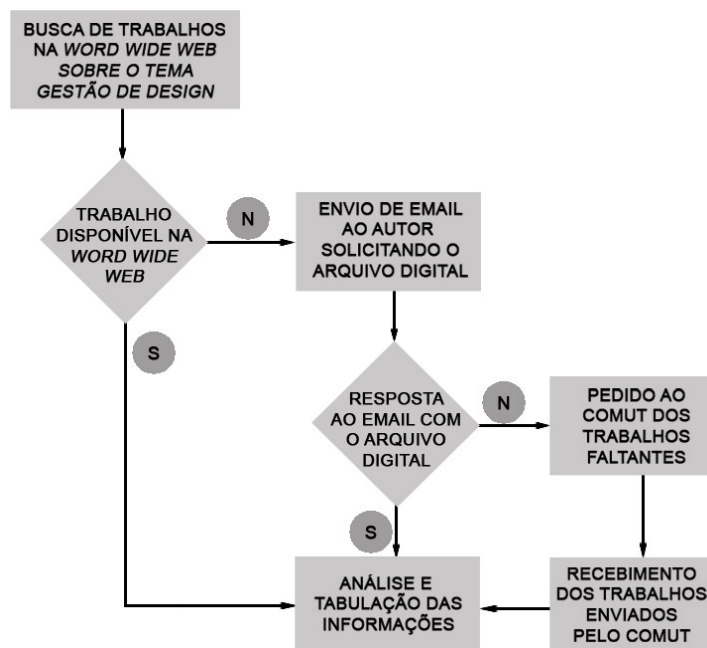 BUSCA DE TRABALHOS
NA WORD WIDE WEB
SOBRE O TEMA
GESTÃO DE DESIGN
TRABALHO
DISPONÍVEL NA
WORD WIDE
WEB
N
ENVIO DE EMAIL
AO AUTOR
SOLICITANDO O
ARQUIVO DIGITAL
S
RESPOSTA
AO EMAIL COM
O ARQUIVO
DIGITAL
N
PEDIDO AO
COMUT DOS
TRABALHOS
FALTANTES
S
ANÁLISE E
TABULAÇÃO DAS
INFORMAÇÕES
RECEBIMENTO
DOS TRABALHOS
ENVIADOS
PELO COMUT